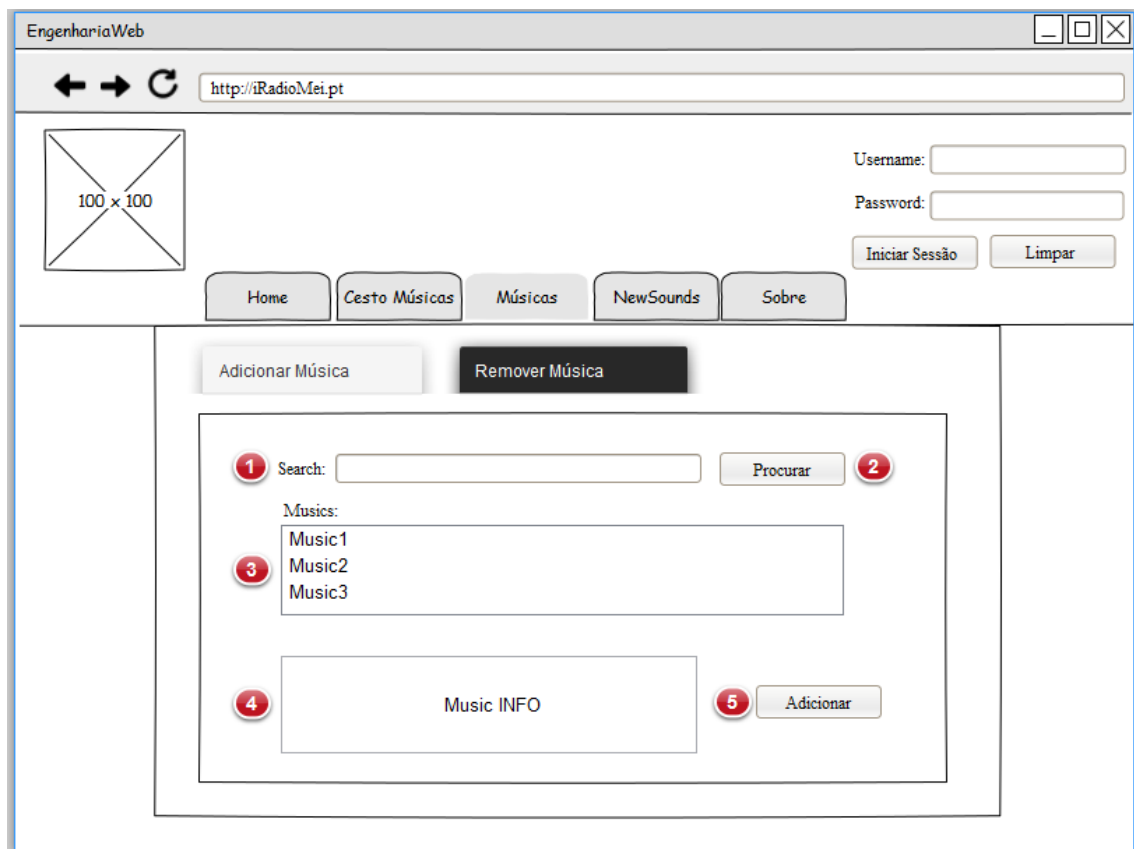 EngenhariaWeb
http://iRadioMei.pt
100 x 100
Username:
Password:
Iniciar Sessão Limpar
Home Cesto Músicas Músicas NewSounds Sobre
Adicionar Música Remover Música
1 Search: Procurar 2
Musics:
Music1
Music2
3
Music3
4 Music INFO 5 Adicionar